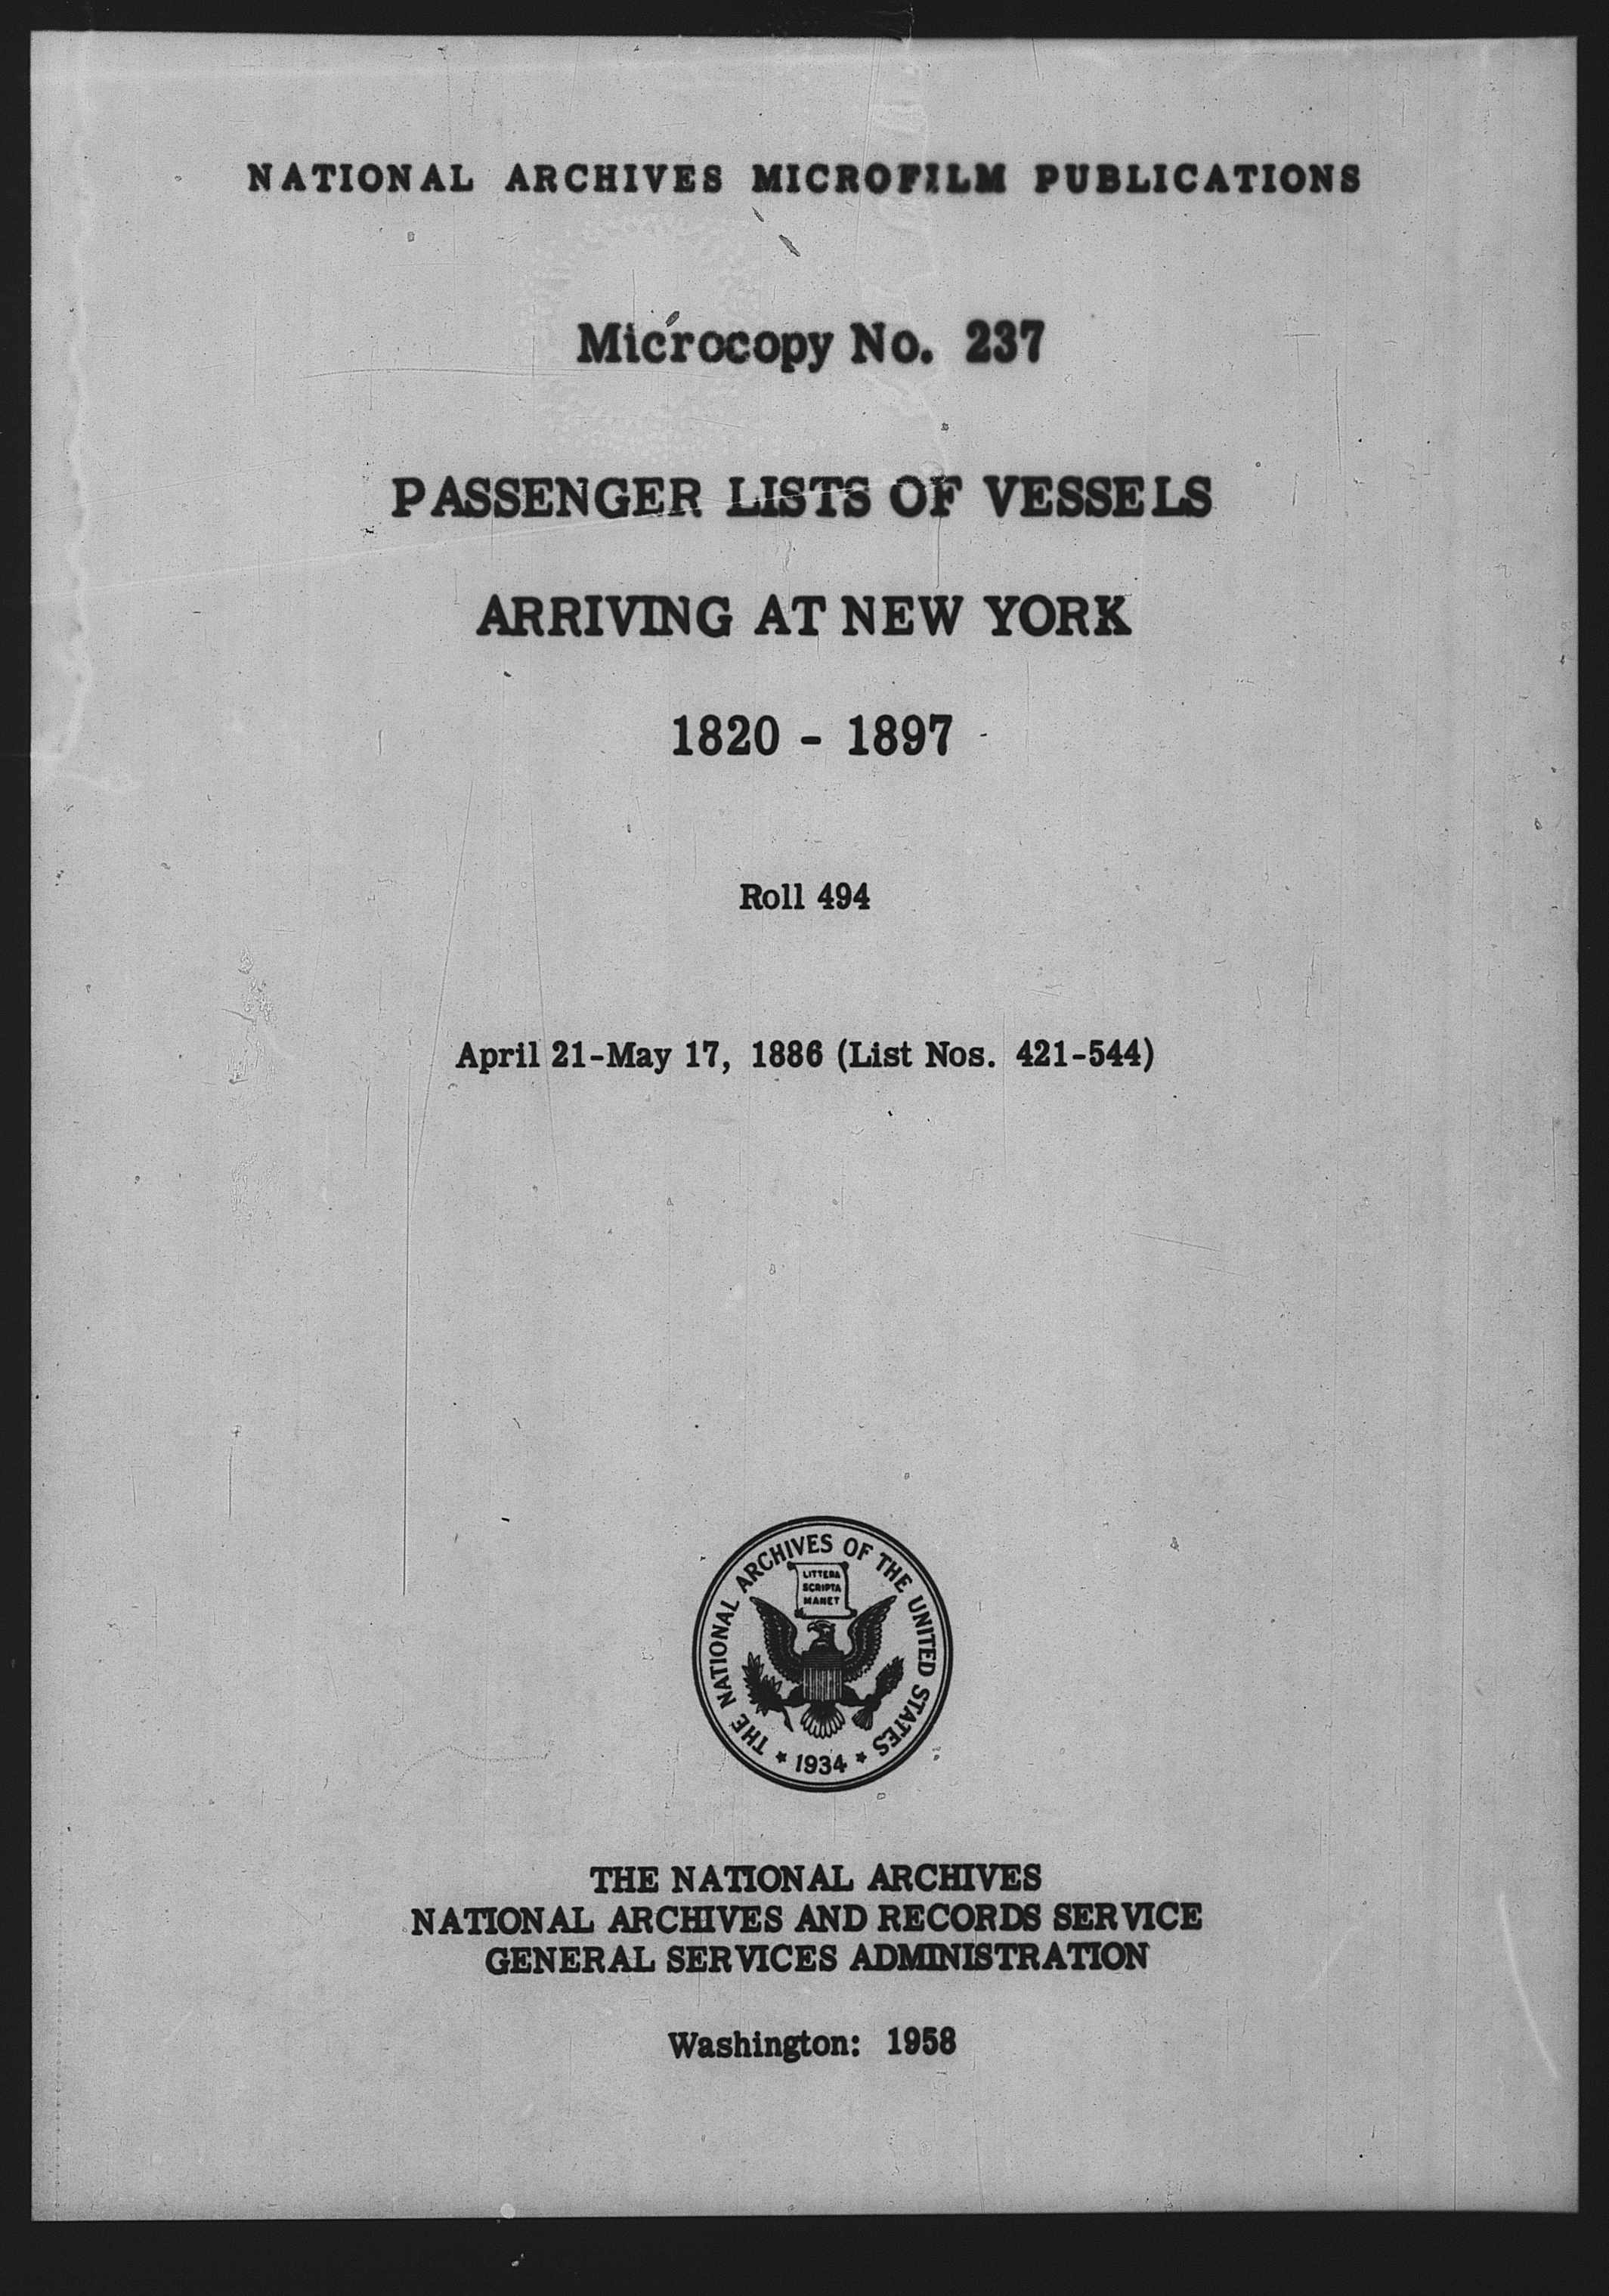 NATIONAL ARCHIVES MICROFILM PUBLICATIONS
Microcopy No. 237
PASSENGER LISTS OF VESSELS
ARRIVING AT NEW YORK
1820 - 1897
Roll 494
April 21-May 17, 1886 (List Nos. 421-544)
THE NATIONAL ARCHIVES OF THE UNITED STATES
LITTERA
SCRIPTA
MANET
* 1934 *
THE NATIONAL ARCHIVES
NATIONAL ARCHIVES AND RECORDS SERVICE
GENERAL SERVICES ADMINISTRATION
Washington: 1958